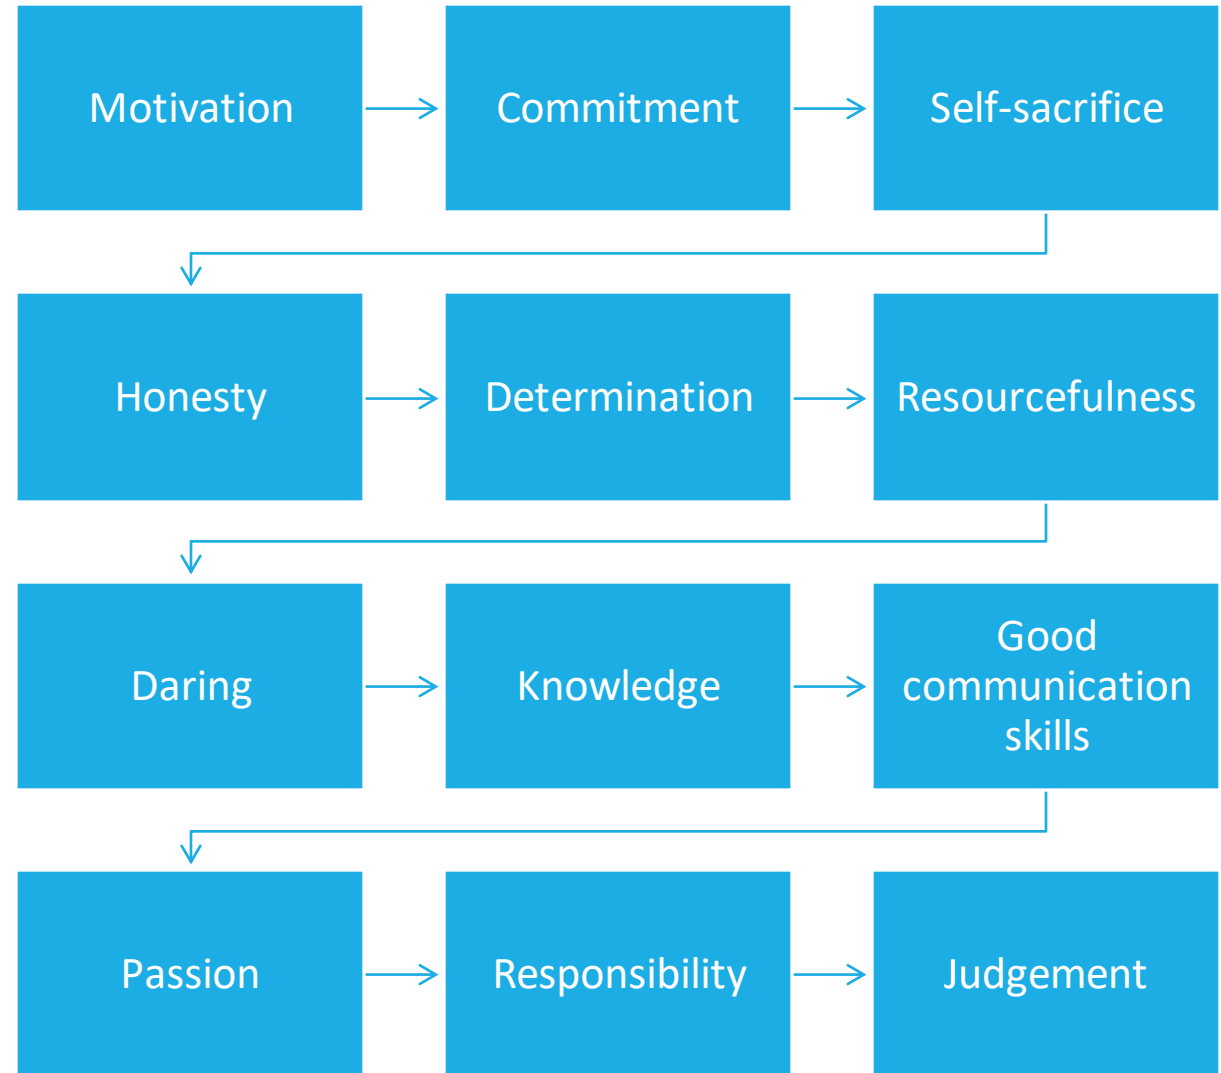 Motivation
Commitment
Self-sacrifice
Honesty
Determination
Resourcefulness
Daring
Knowledge
Good
communication
skills
Passion
Responsibility
Judgement